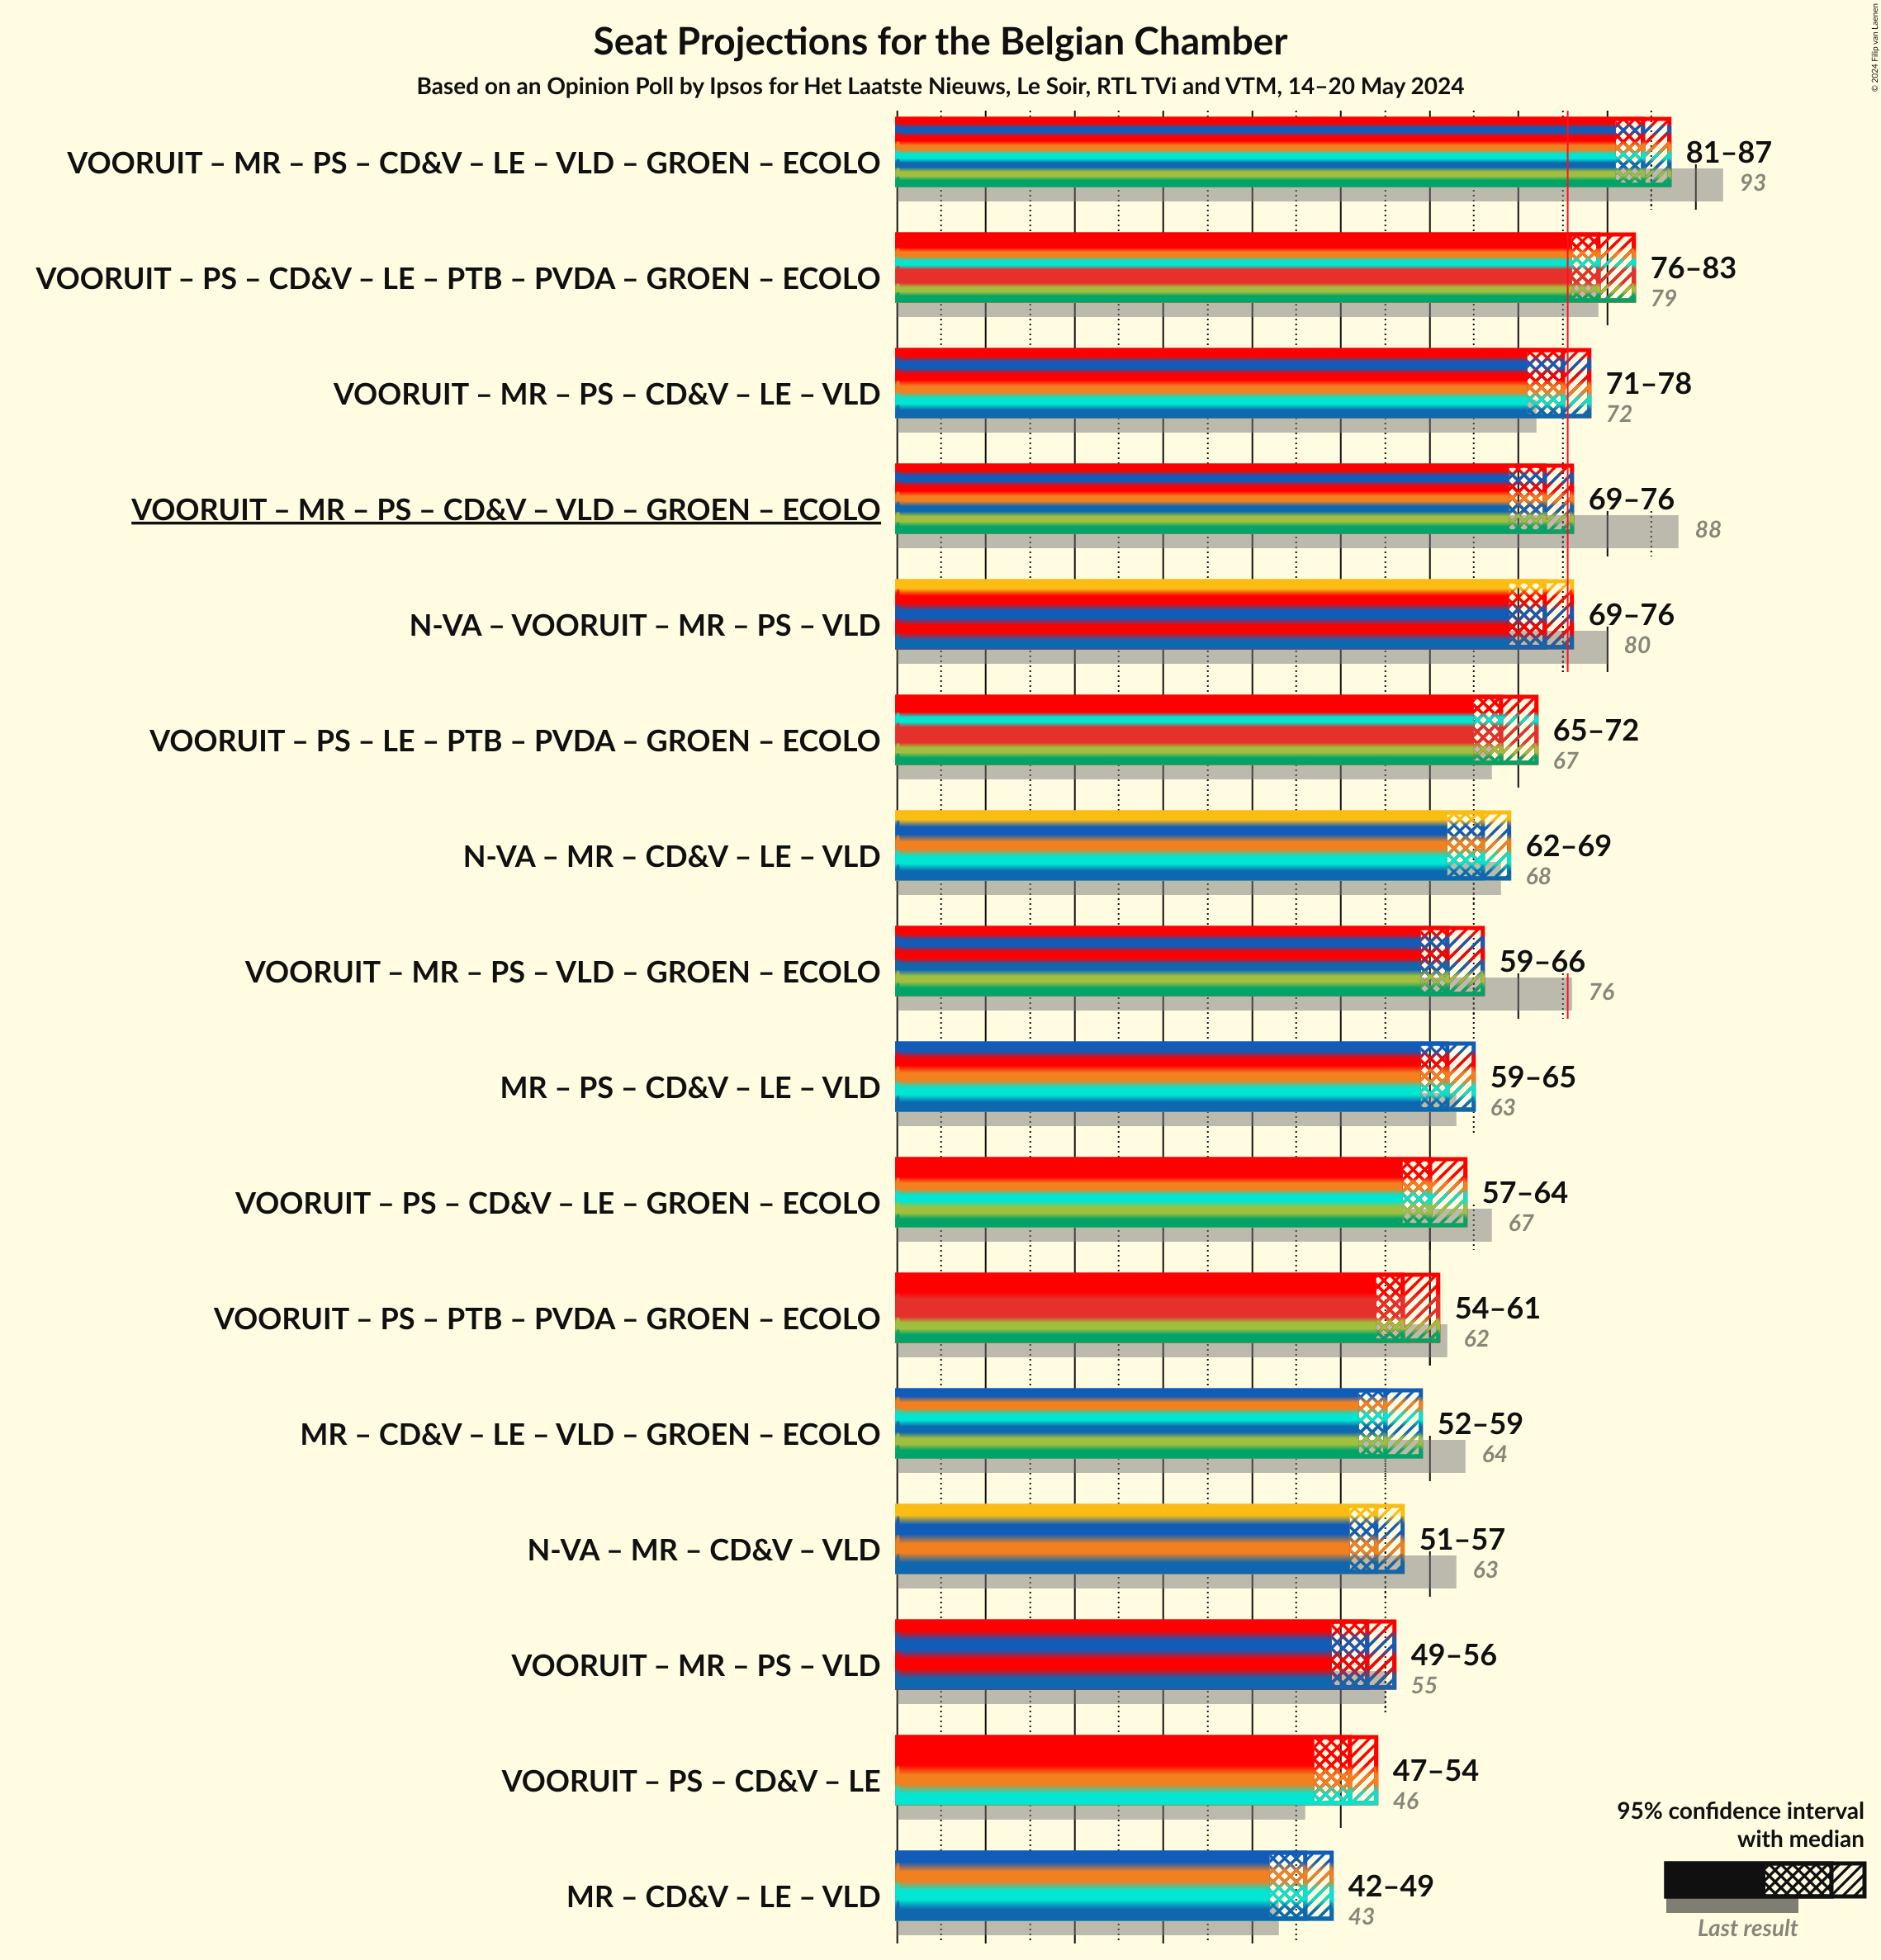 Seat Projections for the Belgian Chamber
Based on an Opinion Poll by Ipsos for Het Laatste Nieuws, Le Soir, RTL TVi and VTM, 14–20 May 2024
© 2024 Filip van Laenen
VOORUIT – MR – PS – CD&V – LE – VLD – GROEN – ECOLO
81–87
93
VOORUIT – PS – CD&V – LE – PTB – PVDA – GROEN – ECOLO
76–83
79
VOORUIT – MR – PS – CD&V – LE – VLD
71–78
72
VOORUIT – MR – PS – CD&V – VLD – GROEN – ECOLO
69–76
88
N-VA – VOORUIT – MR – PS – VLD
69–76
80
VOORUIT – PS – LE – PTB – PVDA – GROEN – ECOLO
65–72
67
N-VA – MR – CD&V – LE – VLD
62–69
68
VOORUIT – MR – PS – VLD – GROEN – ECOLO
59–66
76
MR – PS – CD&V – LE – VLD
59–65
63
VOORUIT – PS – CD&V – LE – GROEN – ECOLO
57–64
67
VOORUIT – PS – PTB – PVDA – GROEN – ECOLO
54–61
62
MR – CD&V – LE – VLD – GROEN – ECOLO
52–59
64
N-VA – MR – CD&V – VLD
51–57
63
VOORUIT – MR – PS – VLD
49–56
55
VOORUIT – PS – CD&V – LE
47–54
46
MR – CD&V – LE – VLD
42–49
43
95% confidence interval
with median
Last result